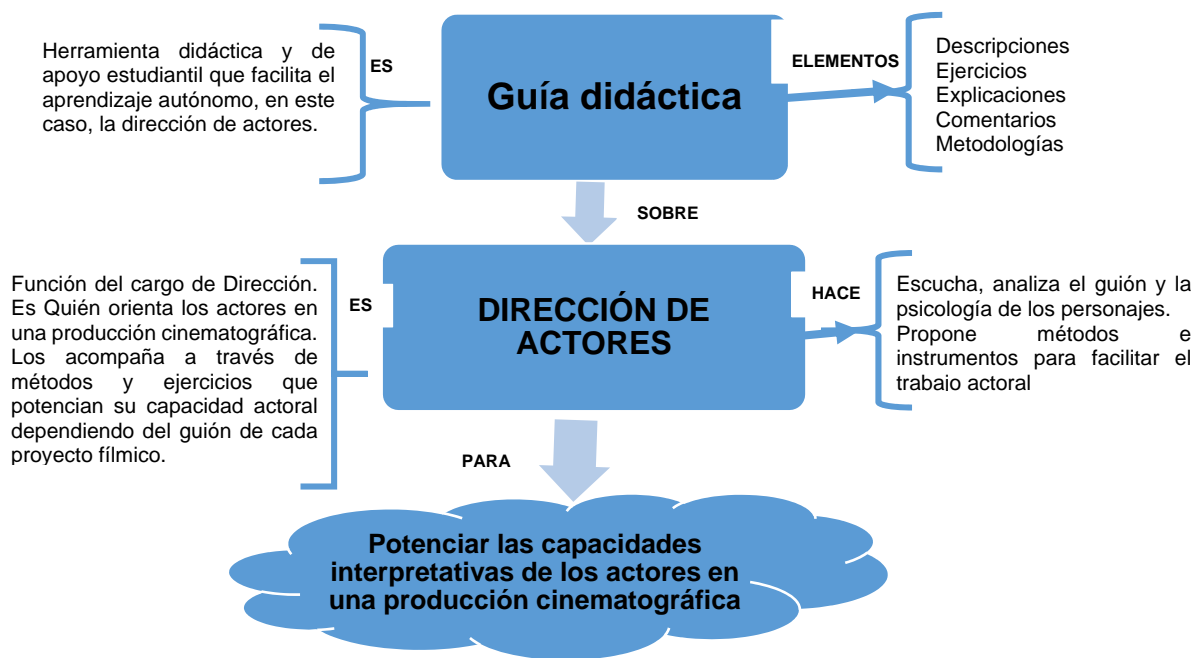 Herramienta didáctica y de
apoyo estudiantil que facilita el
aprendizaje autónomo, en este
caso, la dirección de actores.
ES
Guía didáctica
ELEMENTOS
Descripciones
Ejercicios
Explicaciones
Comentarios
Metodologías
SOBRE
Función del cargo de Dirección.
Es Quién orienta los actores en
una producción cinematográfica.
Los acompaña a través de
métodos y ejercicios que
potencian su capacidad actoral
dependiendo del guión de cada
proyecto fílmico.
ES
DIRECCIÓN DE
ACTORES
HACE
Escucha, analiza el guión y la
psicología de los personajes.
Propone métodos e
instrumentos para facilitar el
trabajo actoral
PARA
Potenciar las capacidades
interpretativas de los actores en
una producción cinematográfica